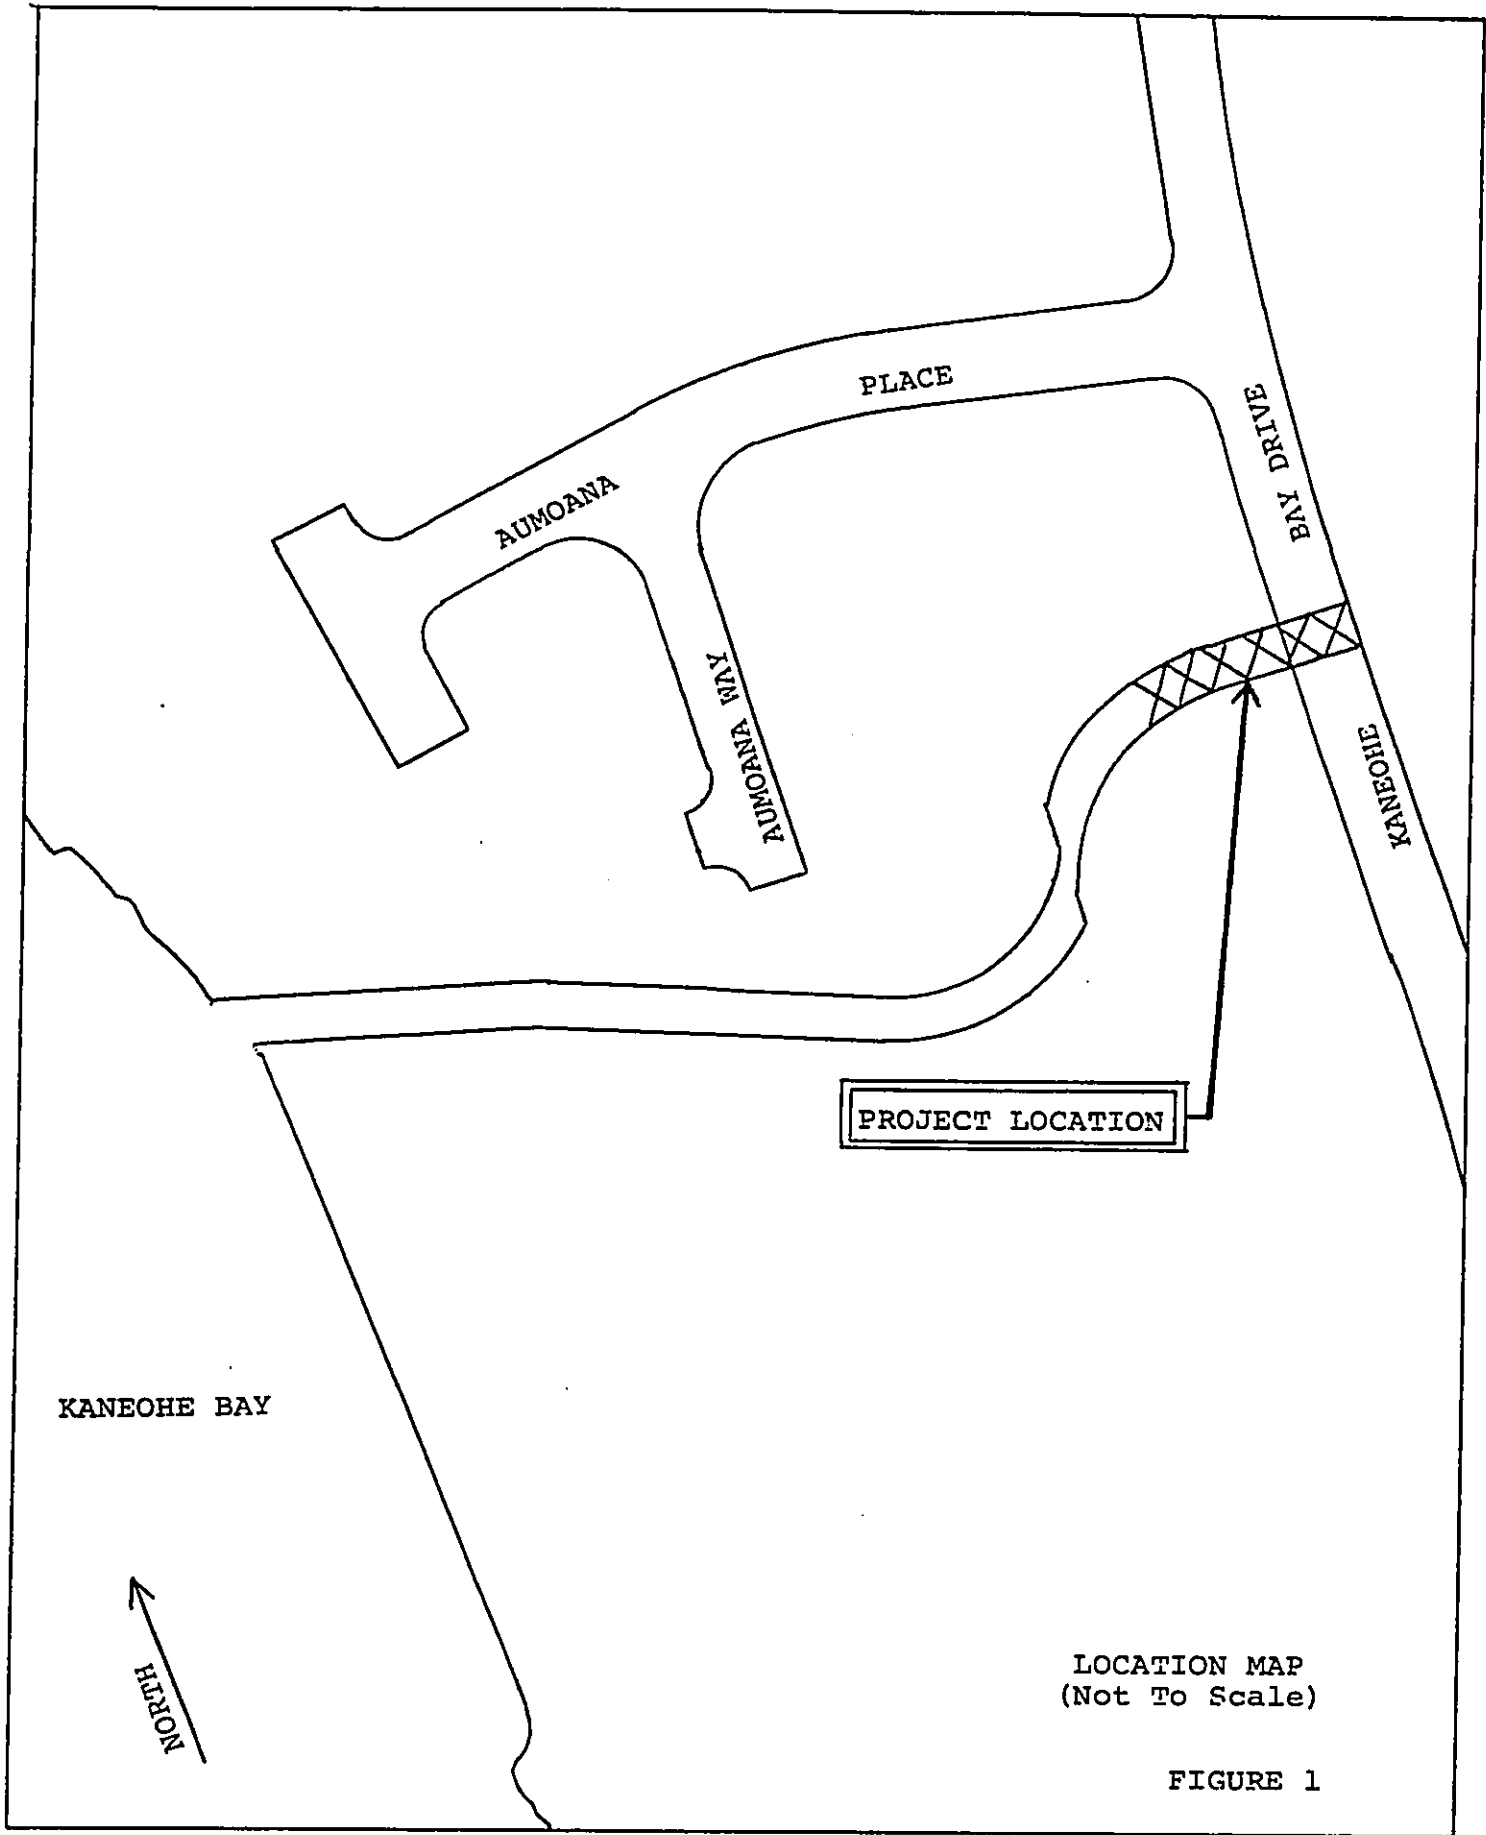 PLACE
AUMOANA
BAY DRIVE
AUMOANA WAY
KANEOHE
PROJECT LOCATION
KANEOHE BAY
NORTH
LOCATION MAP
(Not To Scale)
FIGURE 1